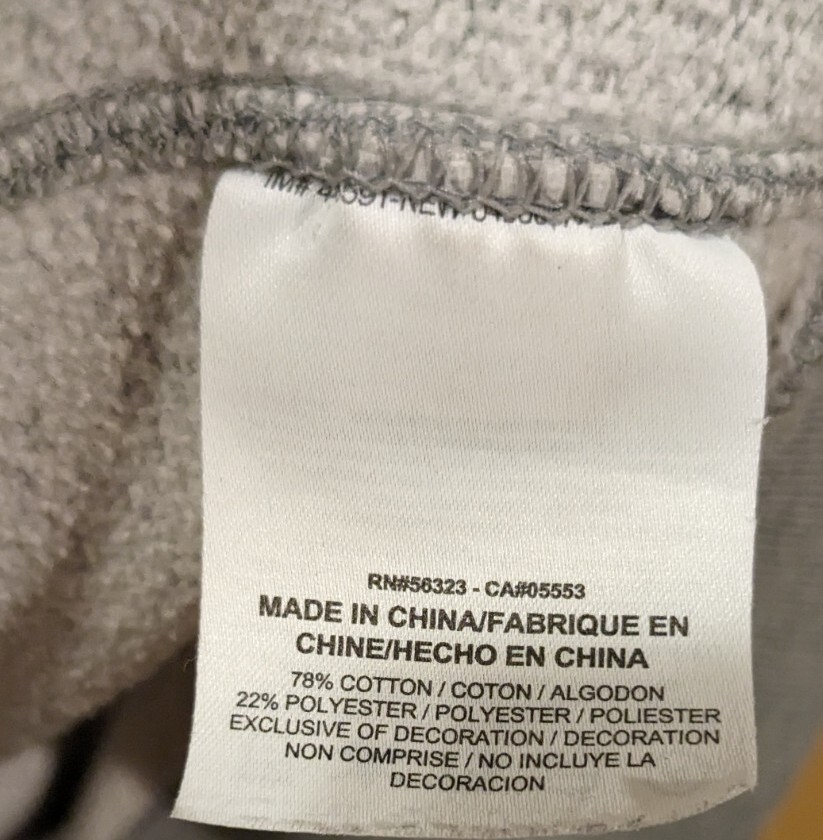 RN#56323 - CA#05553
MADE IN CHINA/FABRIQUE EN
CHINE/HECHO EN CHINA
78% COTTON / COTON / ALGODON
22% POLYESTER / POLYESTER / POLIESTER
EXCLUSIVE OF DECORATION / DECORATION
NON COMPRISE / NO INCLUYE LA
DECORACION